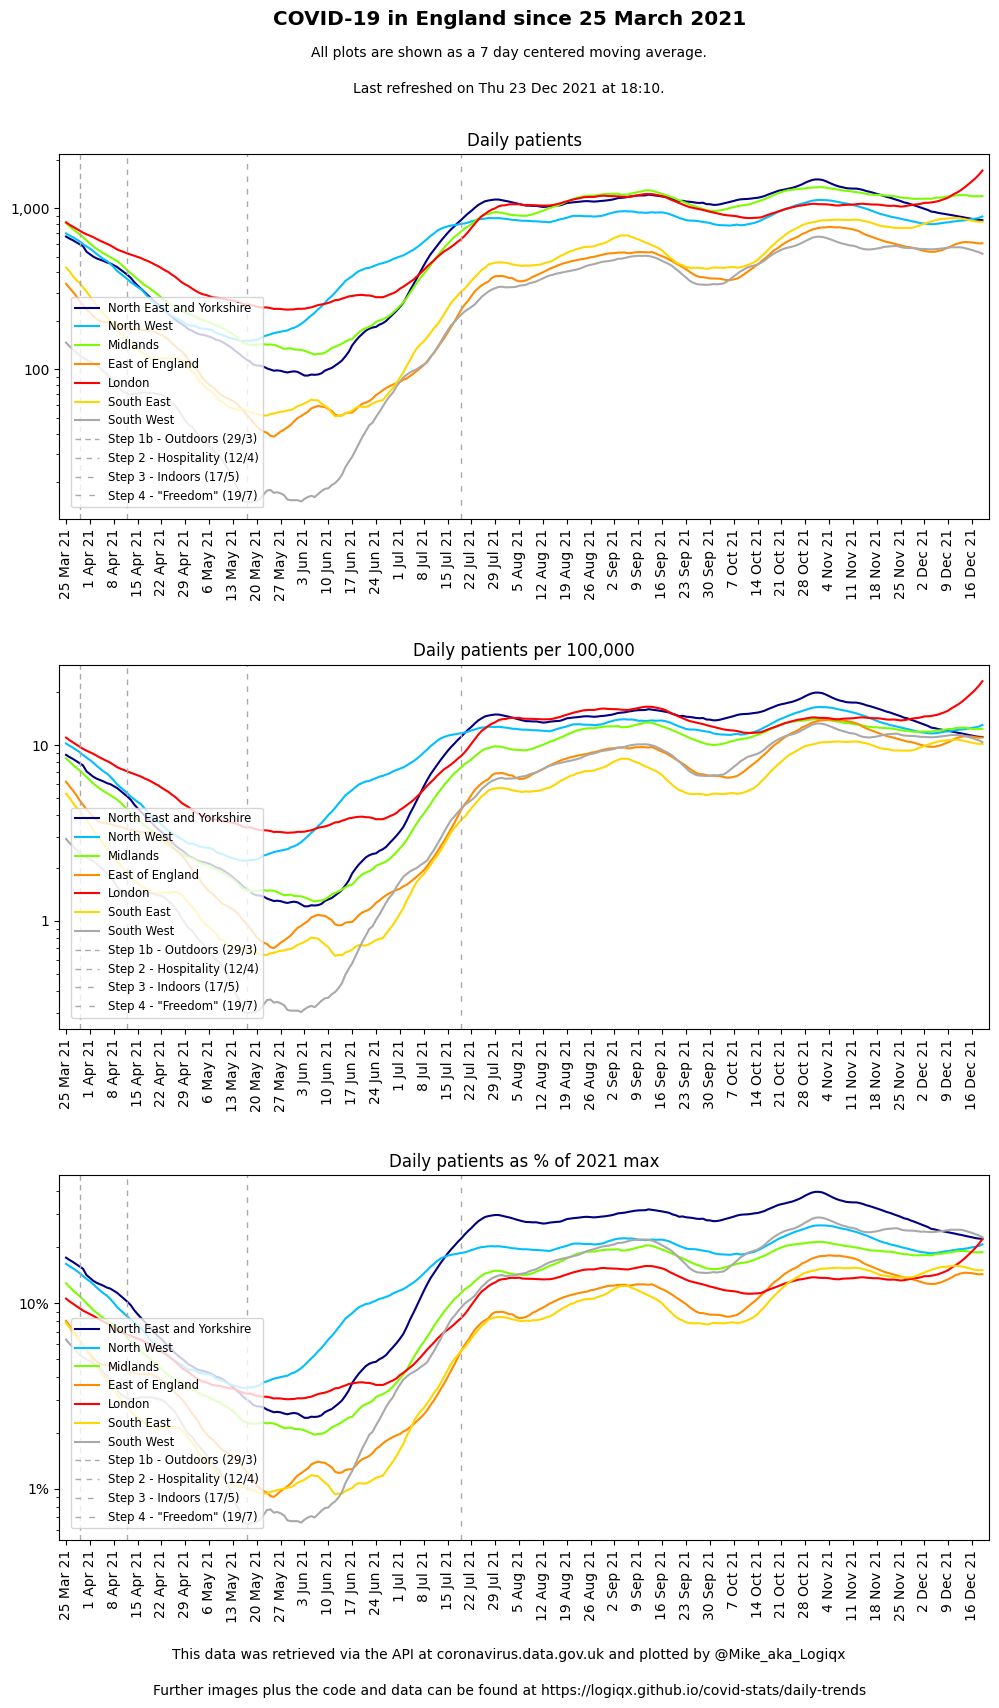 COVID-19 in England since 25 March 2021
All plots are shown as a 7 day centered moving average.
Last refreshed on Thu 23 Dec 2021 at 18:10.
Daily patients
1,000
100
North East and Yorkshire
North West
Midlands
East of England
London
South East
South West
Step 1b - Outdoors (29/3)
Step 2 - Hospitality (12/4)
Step 3 - Indoors (17/5)
Step 4 - "Freedom" (19/7)
25 Mar 21
1 Apr 21
8 Apr 21
15 Apr 21
22 Apr 21
29 Apr 21
6 May 21
13 May 21
20 May 21
27 May 21
3 Jun 21
10 Jun 21
17 Jun 21
24 Jun 21
1 Jul 21
8 Jul 21
15 Jul 21
22 Jul 21
29 Jul 21
5 Aug 21
12 Aug 21
19 Aug 21
26 Aug 21
2 Sep 21
9 Sep 21
16 Sep 21
23 Sep 21
30 Sep 21
7 Oct 21
14 Oct 21
21 Oct 21
28 Oct 21
4 Nov 21
11 Nov 21
18 Nov 21
25 Nov 21
2 Dec 21
9 Dec 21
16 Dec 21
Daily patients per 100,000
10
1
North East and Yorkshire
North West
Midlands
East of England
London
South East
South West
Step 1b - Outdoors (29/3)
Step 2 - Hospitality (12/4)
Step 3 - Indoors (17/5)
Step 4 - "Freedom" (19/7)
25 Mar 21
1 Apr 21
8 Apr 21
15 Apr 21
22 Apr 21
29 Apr 21
6 May 21
13 May 21
20 May 21
27 May 21
3 Jun 21
10 Jun 21
17 Jun 21
24 Jun 21
1 Jul 21
8 Jul 21
15 Jul 21
22 Jul 21
29 Jul 21
5 Aug 21
12 Aug 21
19 Aug 21
26 Aug 21
2 Sep 21
9 Sep 21
16 Sep 21
23 Sep 21
30 Sep 21
7 Oct 21
14 Oct 21
21 Oct 21
28 Oct 21
4 Nov 21
11 Nov 21
18 Nov 21
25 Nov 21
2 Dec 21
9 Dec 21
16 Dec 21
Daily patients as % of 2021 max
10%
1%
North East and Yorkshire
North West
Midlands
East of England
London
South East
South West
Step 1b - Outdoors (29/3)
Step 2 - Hospitality (12/4)
Step 3 - Indoors (17/5)
Step 4 - "Freedom" (19/7)
25 Mar 21
1 Apr 21
8 Apr 21
15 Apr 21
22 Apr 21
29 Apr 21
6 May 21
13 May 21
20 May 21
27 May 21
3 Jun 21
10 Jun 21
17 Jun 21
24 Jun 21
1 Jul 21
8 Jul 21
15 Jul 21
22 Jul 21
29 Jul 21
5 Aug 21
12 Aug 21
19 Aug 21
26 Aug 21
2 Sep 21
9 Sep 21
16 Sep 21
23 Sep 21
30 Sep 21
7 Oct 21
14 Oct 21
21 Oct 21
28 Oct 21
4 Nov 21
11 Nov 21
18 Nov 21
25 Nov 21
2 Dec 21
9 Dec 21
16 Dec 21
This data was retrieved via the API at coronavirus.data.gov.uk and plotted by @Mike_aka_Logiqx
Further images plus the code and data can be found at https://logiqx.github.io/covid-stats/daily-trends